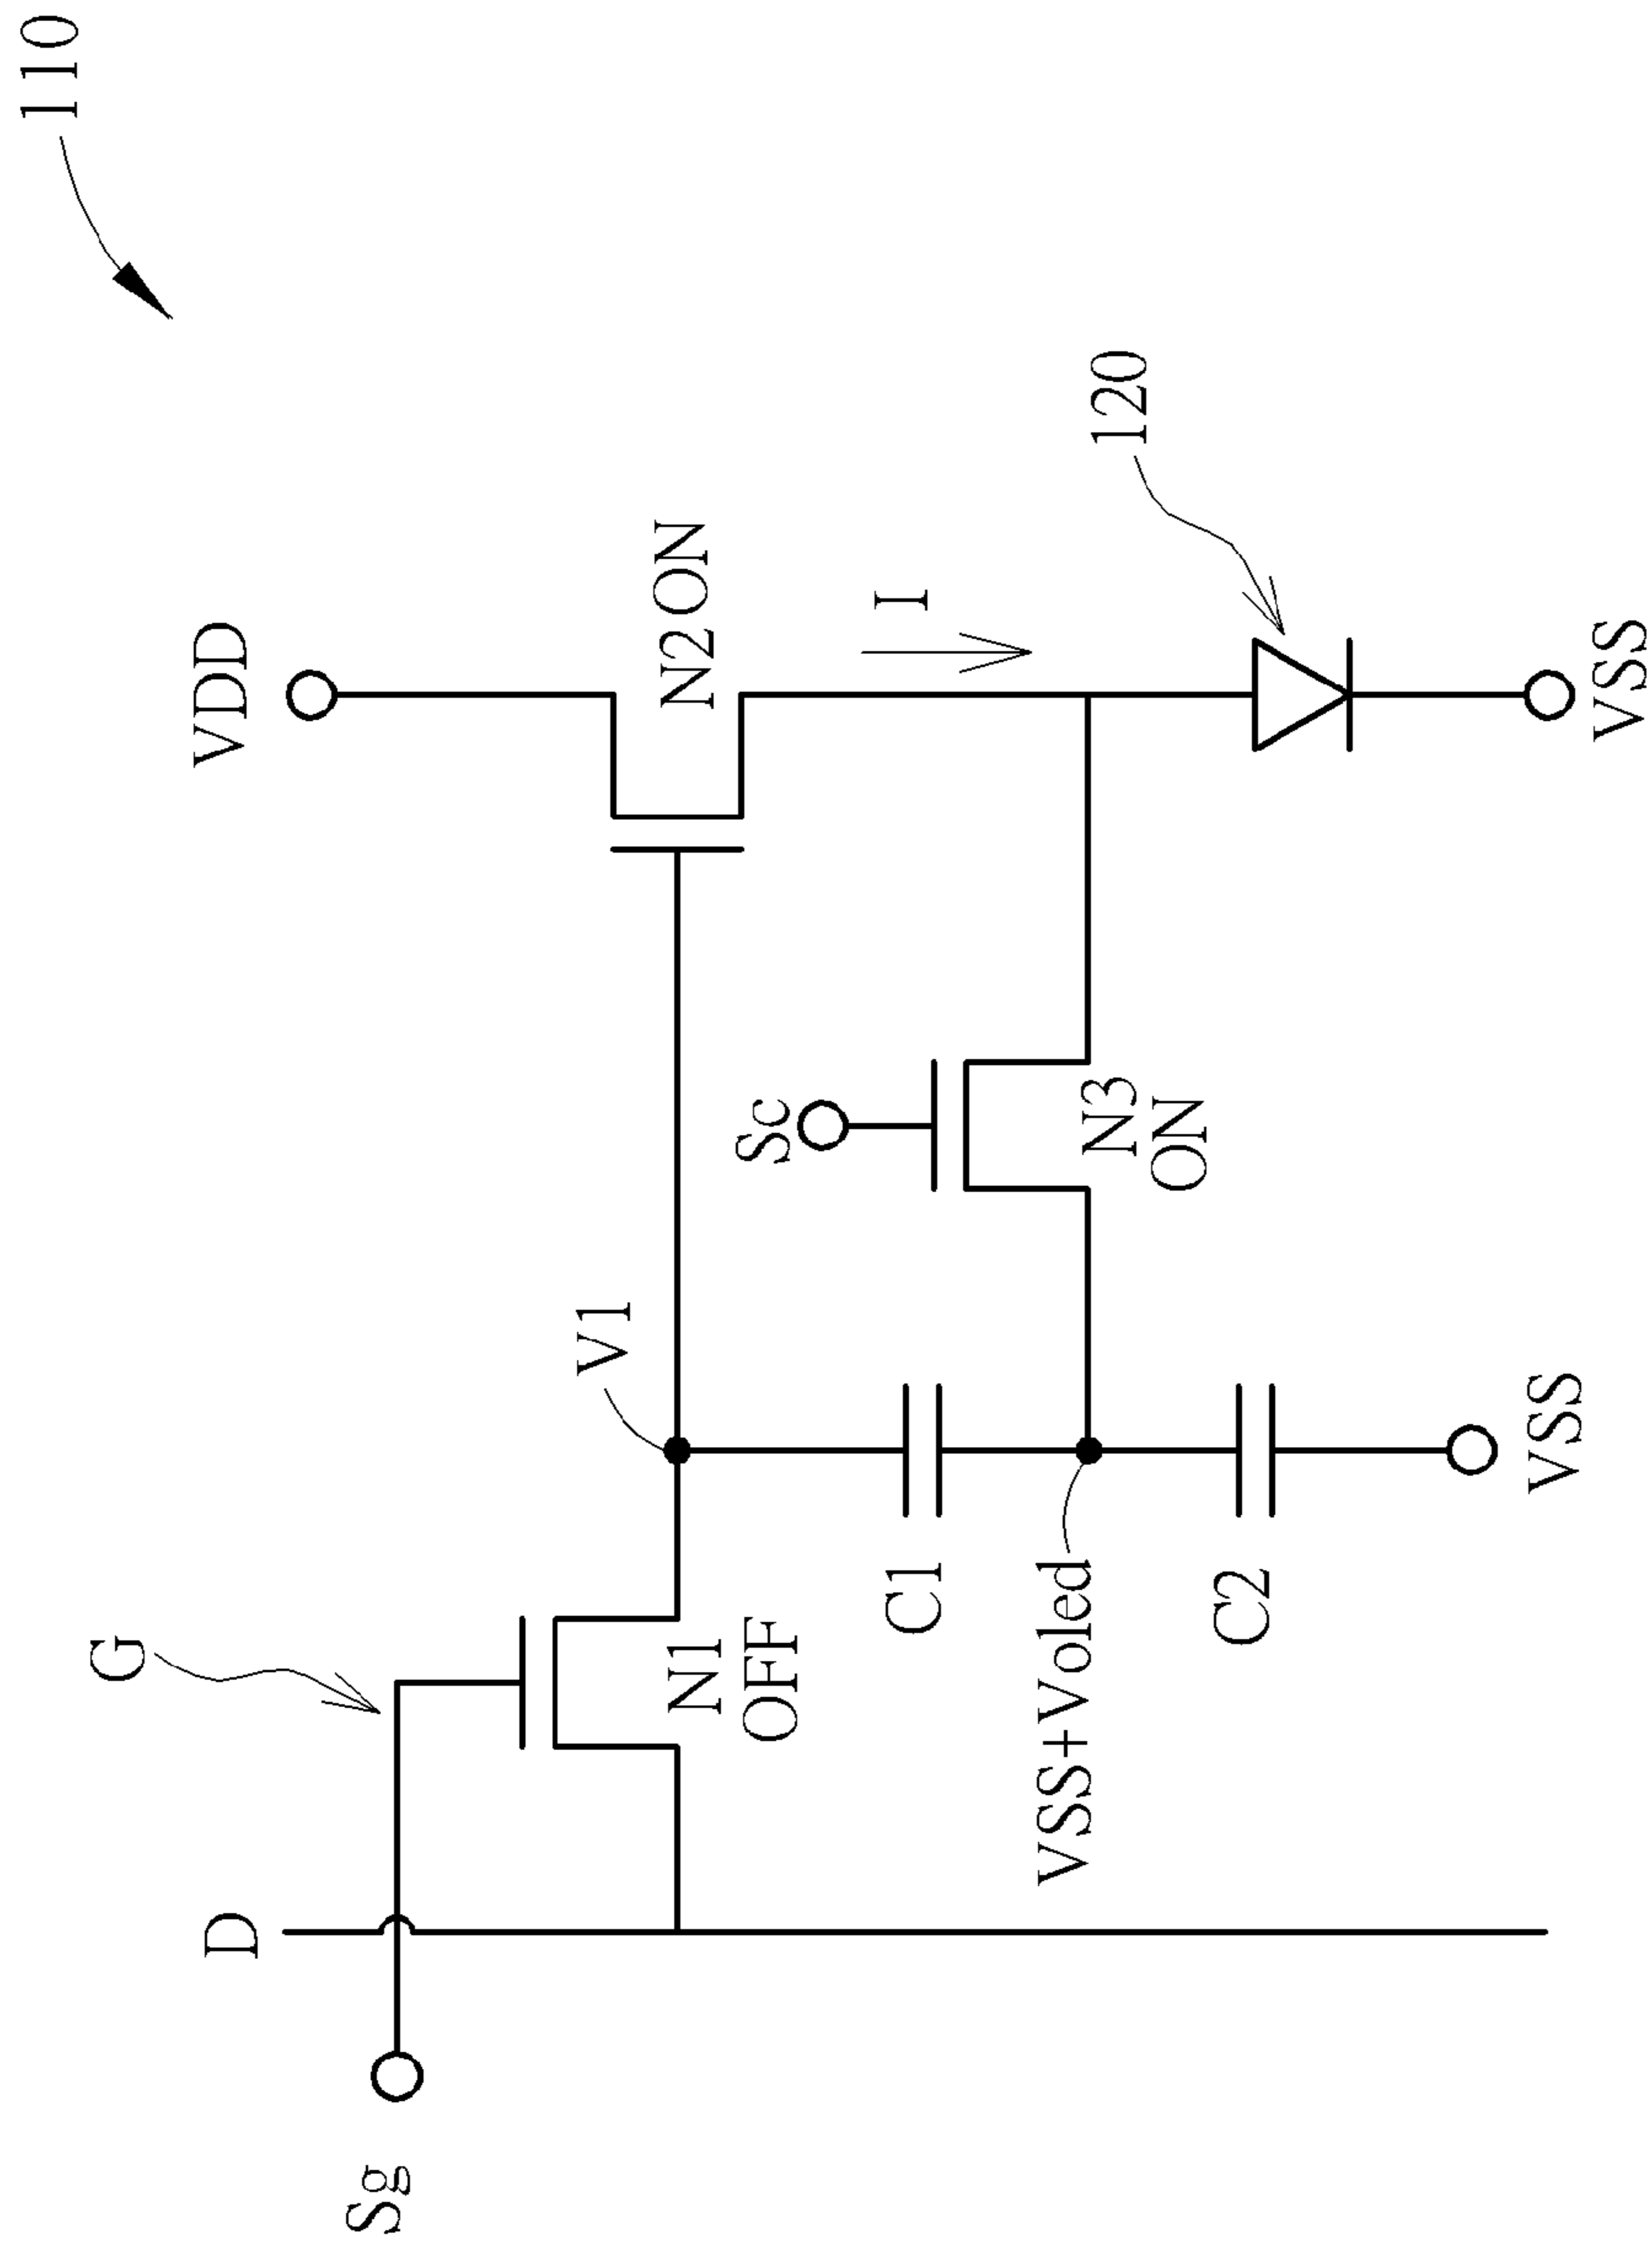 110
VDD
N2 ON
I
120
VSS
Sc
N3
ON
V1
G
N1
OFF
C1
VSS+Voled
C2
VSS
D
Sg